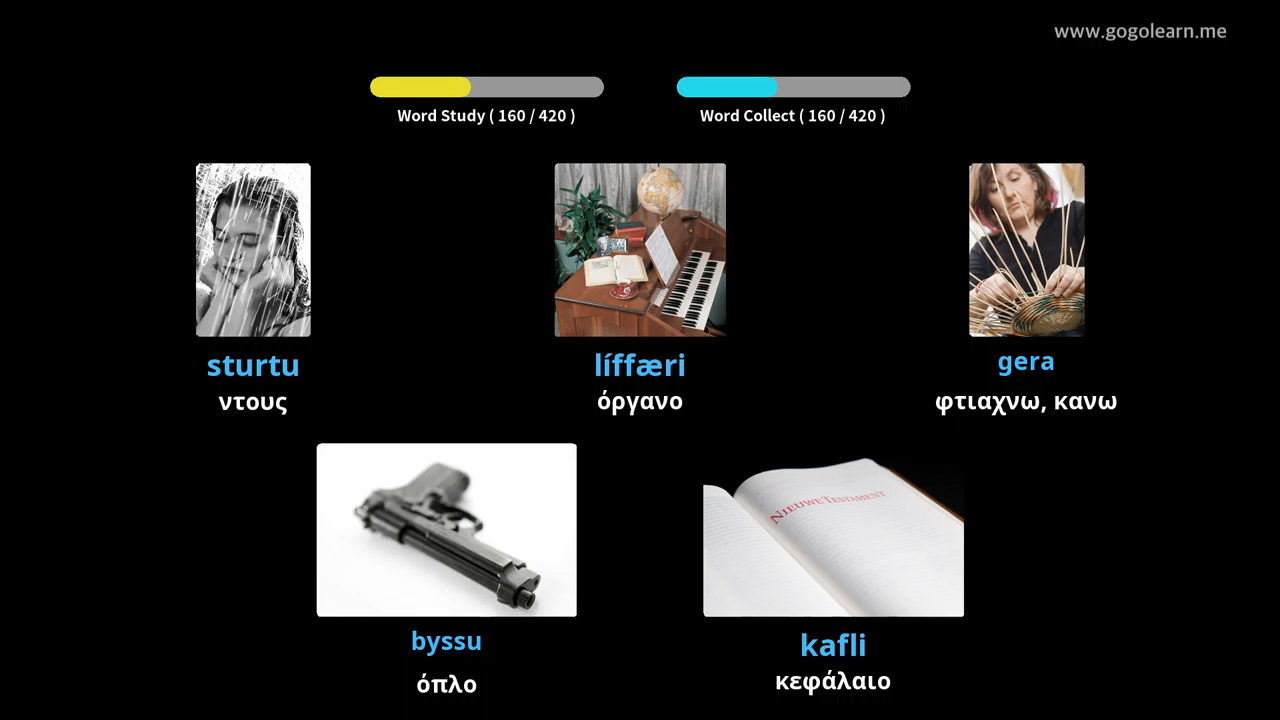 www.gogolearn.me
Word Study ( 160 / 420 )
Word Collect ( 160 / 420 )
sturtu
ντους
líffæri
όργανο
gera
φτιαχνω, κανω
NIEUWE TESTAMENT
byssu
όπλο
kafli
κεφάλαιο